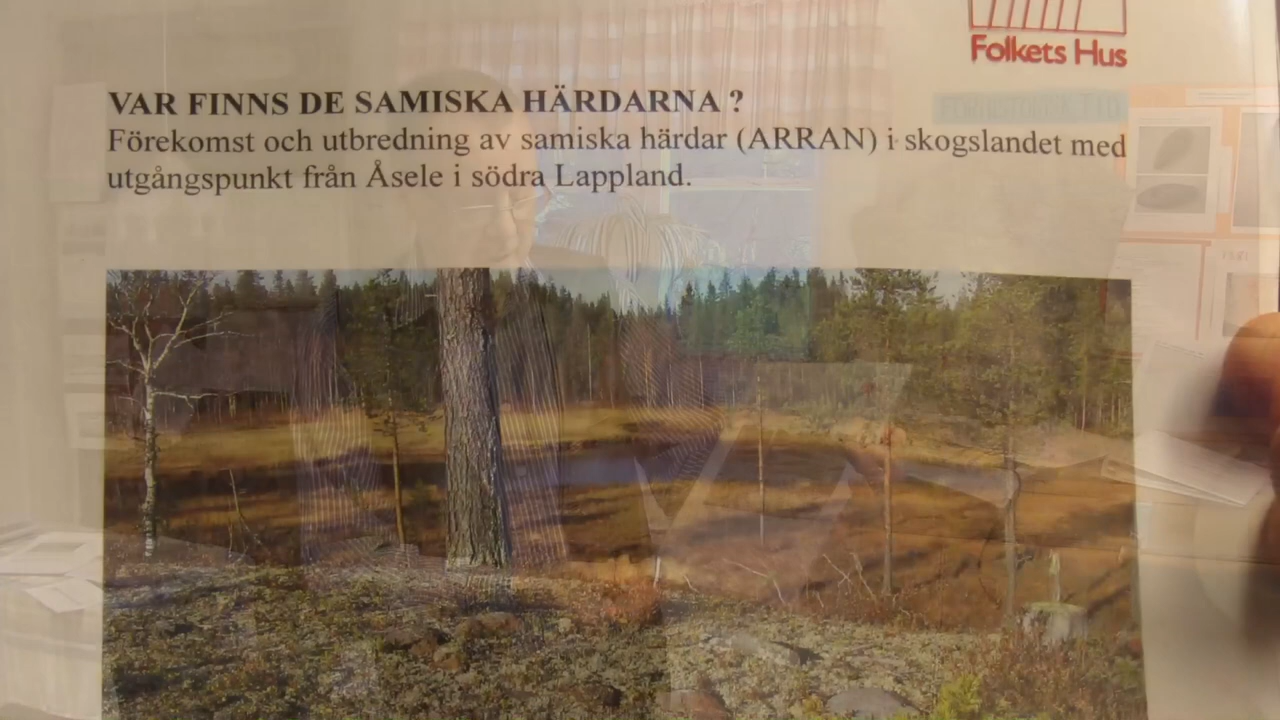 Folkets Hus
VAR FINNS DE SAMISKA HÄRDARNA ?
Förekomst och utbredning av samiska härdar (ARRAN) i skogslandet med
utgångspunkt från Åsele i södra Lappland.